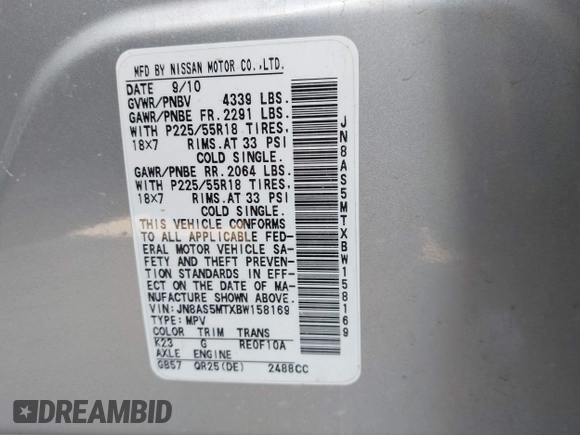 MFD BY NISSAN MOTOR CO.,LTD.
DATE 9/10
GVWR/PNBV 4339 LBS.
GAWR/PNBE FR.2291 LBS.
WITH P225/55R18 TIRES,
18X7 RIMS.AT 33 PSI
COLD SINGLE.
GAWR/PNBE RR.2064 LBS.
WITH P225/55R18 TIRES,
18X7 RIMS.AT 33 PSI
COLD SINGLE.
THIS VEHICLE CONFORMS
TO ALL APPLICABLE FED-
ERAL MOTOR VEHICLE SA-
FETY AND THEFT PREVEN-
TION STANDARDS IN EFF-
ECT ON THE DATE OF MA-
NUFACTURE SHOWN ABOVE.
VIN:JN8AS5MTXBW158169
TYPE:MPV
COLOR TRIM TRANS
K23 G RE0F10A
AXLE ENGINE
GB57 QR25(DE) 2488CC
JN8AS5MTXBW158169
DREAMBID